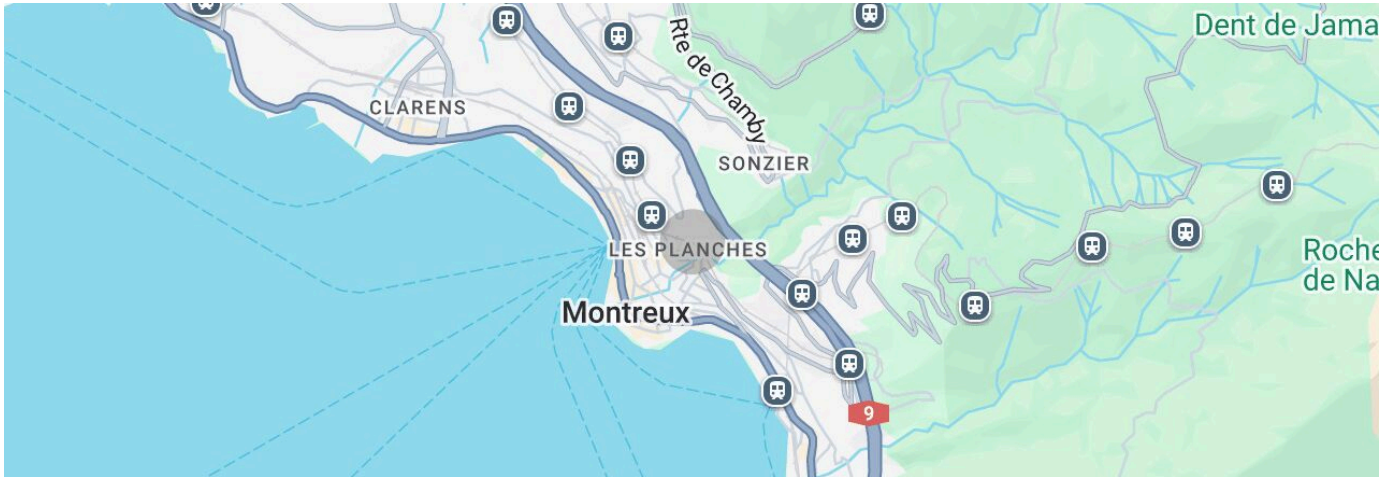 Dent de Jama
Rte de Chamby
CLARENS
SONZIER
LES PLANCHES
Roche
de Na
Montreux
9